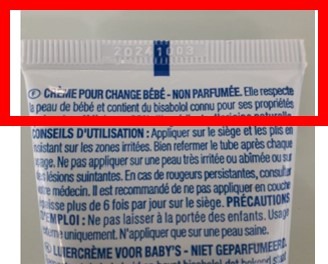 20241003
F CRÈME POUR CHANGE BÉBÉ - NON PARFUMÉE. Elle respecte
la peau de bébé et contient du bisabolol connu pour ses propriétés
CONSEILS D'UTILISATION : Appliquer sur le siège et les plis en
insistant sur les zones irritées. Bien refermer le tube après chaque
usage. Ne pas appliquer sur une peau très irritée ou abîmée ou sur
des lésions suintantes. En cas de rougeurs persistantes, consulter
votre médecin. Il est recommandé de ne pas appliquer en couche
épaisse plus de 6 fois par jour sur le siège. PRÉCAUTIONS
D'EMPLOI : Ne pas laisser à la portée des enfants. Usage
externe uniquement. N'appliquer que sur une peau saine.
LUIERCRÈME VOOR BABY'S - NIET GEPARFUMEERD.